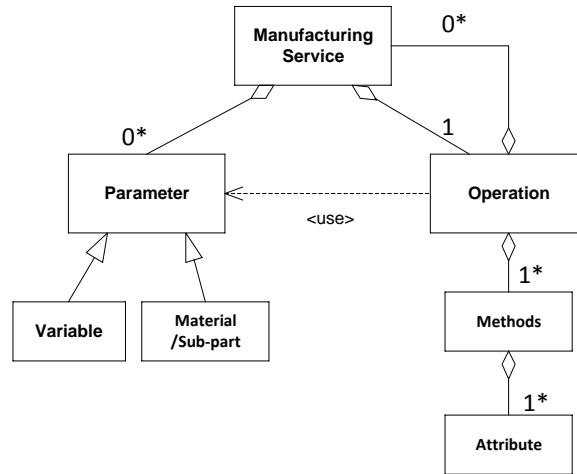 Manufacturing
Service
0*
0*
1
Parameter
Operation
<use>
Variable
Material
/Sub-part
1*
Methods
1*
Attribute